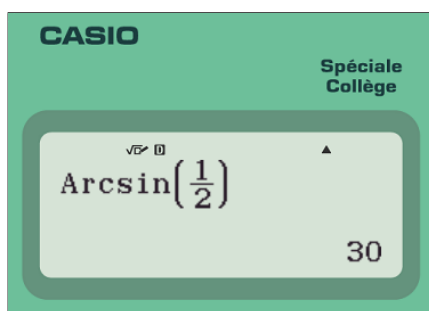 CASIO
Spéciale
Collège
√▱ D ▲
Arcsin(1/2)
30